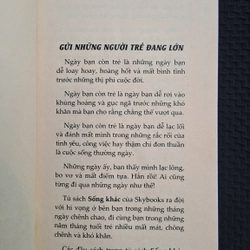 GỬI NHỮNG NGƯỜI TRẺ ĐANG LỚN
Ngày bạn còn trẻ là những ngày bạn
dễ loay hoay, hoảng hốt và mất bình tĩnh
trước những thị phi cuộc đời.
Ngày bạn còn trẻ là ngày bạn dễ rơi vào
khủng hoảng và gục ngã trước những khó
khăn mà bạn cho rằng chẳng thể vượt qua.
Ngày bạn còn trẻ là ngày bạn dễ lạc lối
và đánh mất mình trong những rắc rối của
tình yêu, công việc hay thậm chí đơn thuần
là cuộc sống thường ngày.
Những ngày ấy, bạn thấy mình lạc lõng,
bơ vơ và mất điểm tựa. Hẳn rồi! Ai cũng
từng đi qua những ngày như thế!
Tủ sách Sống khác của Skybooks ra đời
với hi vọng ở bên bạn trong những tháng
ngày chênh chao, đi cùng bạn trong những
năm tháng tuổi trẻ nhiều mất mát, chông
chênh và khó khăn.